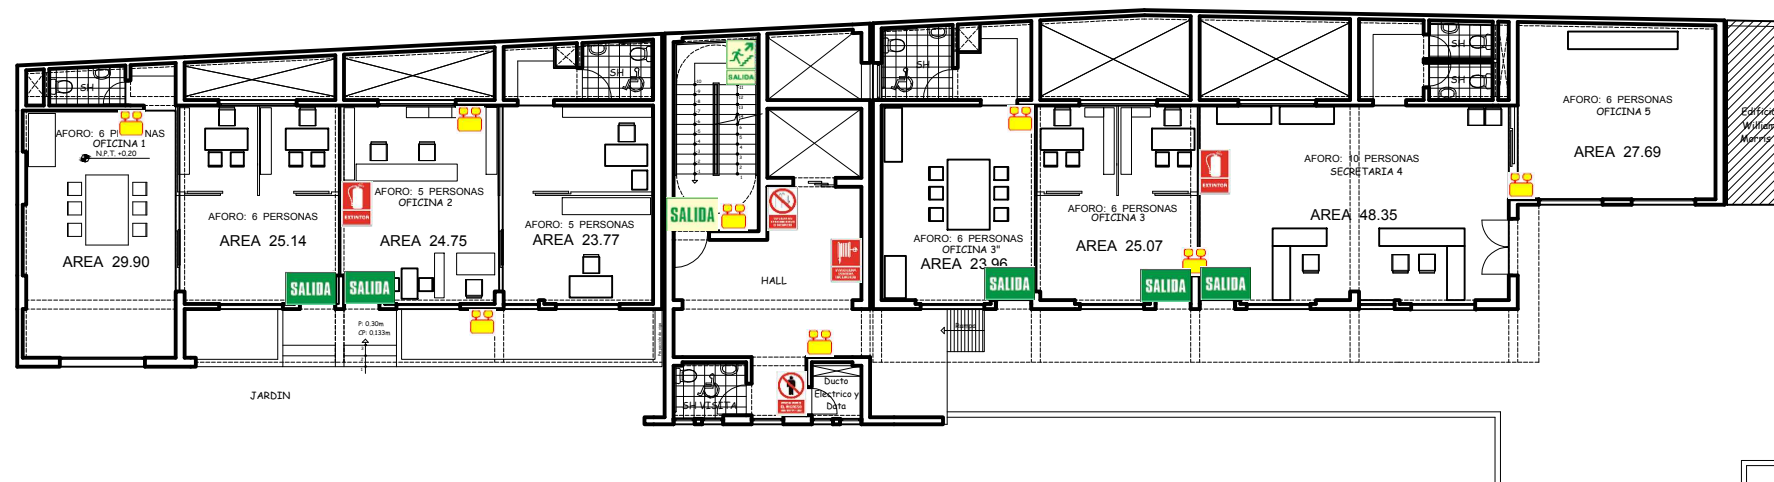 SH
AFORO: 6 P NAS
OFICINA 1
N.P.T. +0,20
AREA 29.90
AFORO: 6 PERSONAS
AREA 25.14
SALIDA
EXTINTOR
AFORO: 5 PERSONAS
OFICINA 2
AREA 24.75
SALIDA
P: 0.30m
CP: 0.133m
SH
AFORO: 5 PERSONAS
AREA 23.77
JARDIN
SALIDA
SALIDA
HALL
SH VISITA
Ducto
Electrico y
Data
SH
AFORO: 6 PERSONAS
OFICINA 3"
AREA 23.96
SALIDA
Rampa
AFORO: 6 PERSONAS
OFICINA 3
AREA 25.07
SALIDA
EXTINTOR
SALIDA
AFORO: 10 PERSONAS
SECRETARIA 4
AREA 48.35
SH
SH
AFORO: 6 PERSONAS
OFICINA 5
AREA 27.69
Edificio
William
Morris